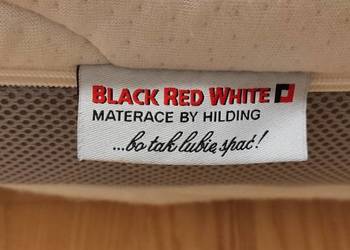 BLACK RED WHITE
MATERACE BY HILDING
...bo tak lubię spać!